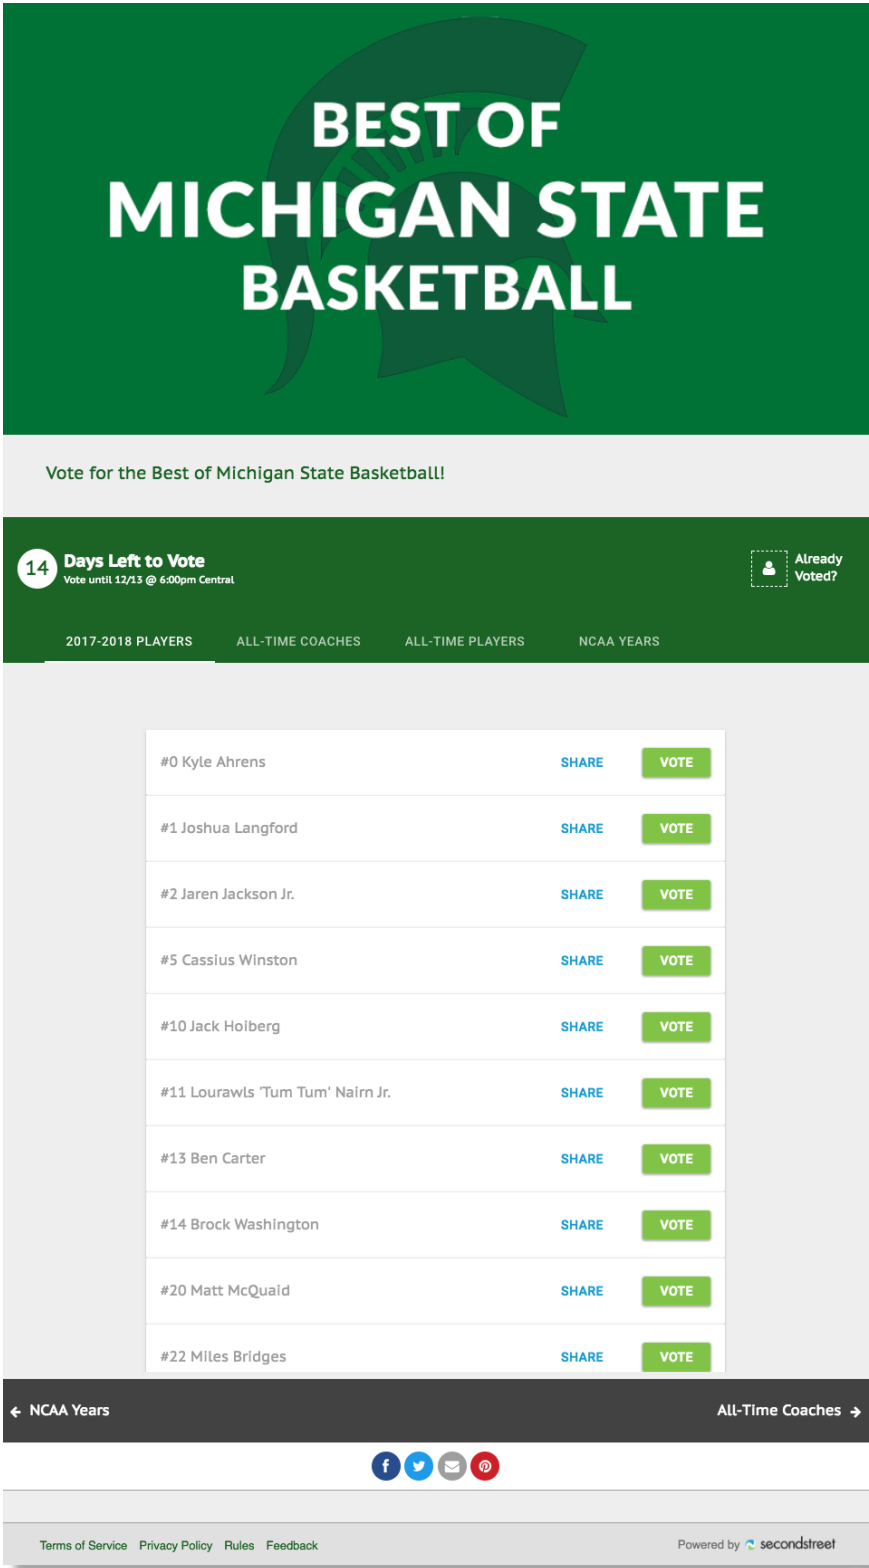 BEST OF
MICHIGAN STATE
BASKETBALL
Vote for the Best of Michigan State Basketball!
14 Days Left to Vote
Vote until 12/13 @ 6:00pm Central
Already
Voted?
2017-2018 PLAYERS ALL-TIME COACHES ALL-TIME PLAYERS NCAA YEARS
#0 Kyle Ahrens SHARE VOTE
#1 Joshua Langford SHARE VOTE
#2 Jaren Jackson Jr. SHARE VOTE
#5 Cassius Winston SHARE VOTE
#10 Jack Hoiberg SHARE VOTE
#11 Lourawls 'Tum Tum' Nairn Jr. SHARE VOTE
#13 Ben Carter SHARE VOTE
#14 Brock Washington SHARE VOTE
#20 Matt McQuaid SHARE VOTE
#22 Miles Bridges SHARE VOTE
← NCAA Years All-Time Coaches →
Terms of Service Privacy Policy Rules Feedback Powered by secondstreet